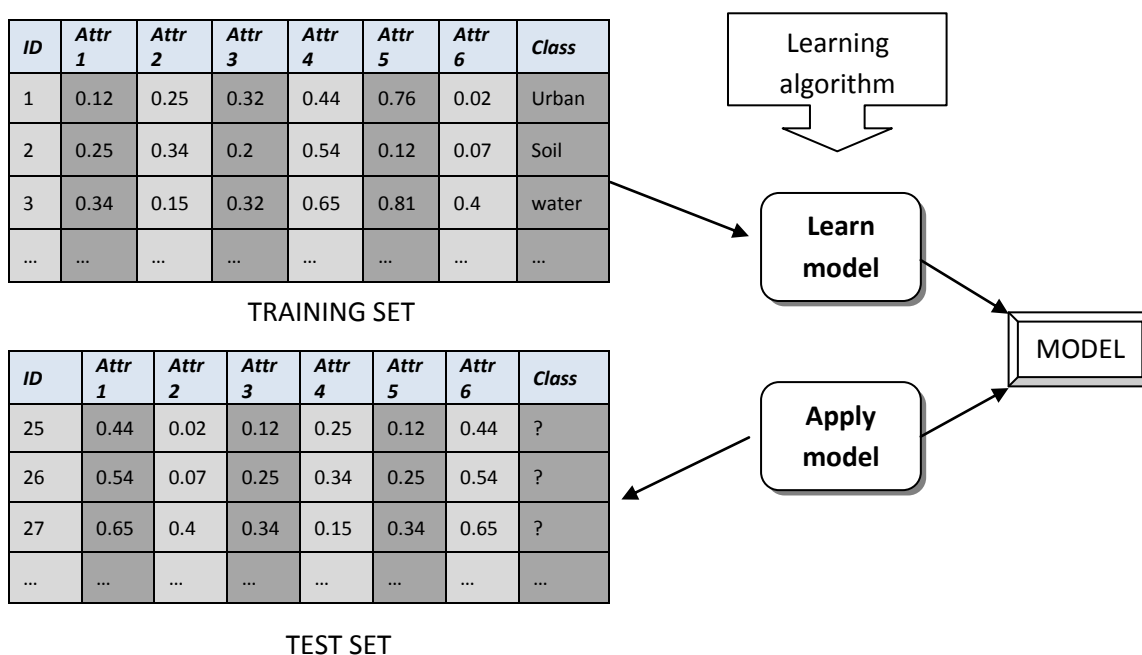 ID Attr 1 Attr 2 Attr 3 Attr 4 Attr 5 Attr 6 Class
1 0.12 0.25 0.32 0.44 0.76 0.02 Urban
2 0.25 0.34 0.2 0.54 0.12 0.07 Soil
3 0.34 0.15 0.32 0.65 0.81 0.4 water
... ... ... ... ... ... ... ...
TRAINING SET
Learning
algorithm
Learn
model
MODEL
Apply
model
ID Attr 1 Attr 2 Attr 3 Attr 4 Attr 5 Attr 6 Class
25 0.44 0.02 0.12 0.25 0.12 0.44 ?
26 0.54 0.07 0.25 0.34 0.25 0.54 ?
27 0.65 0.4 0.34 0.15 0.34 0.65 ?
... ... ... ... ... ... ... ...
TEST SET